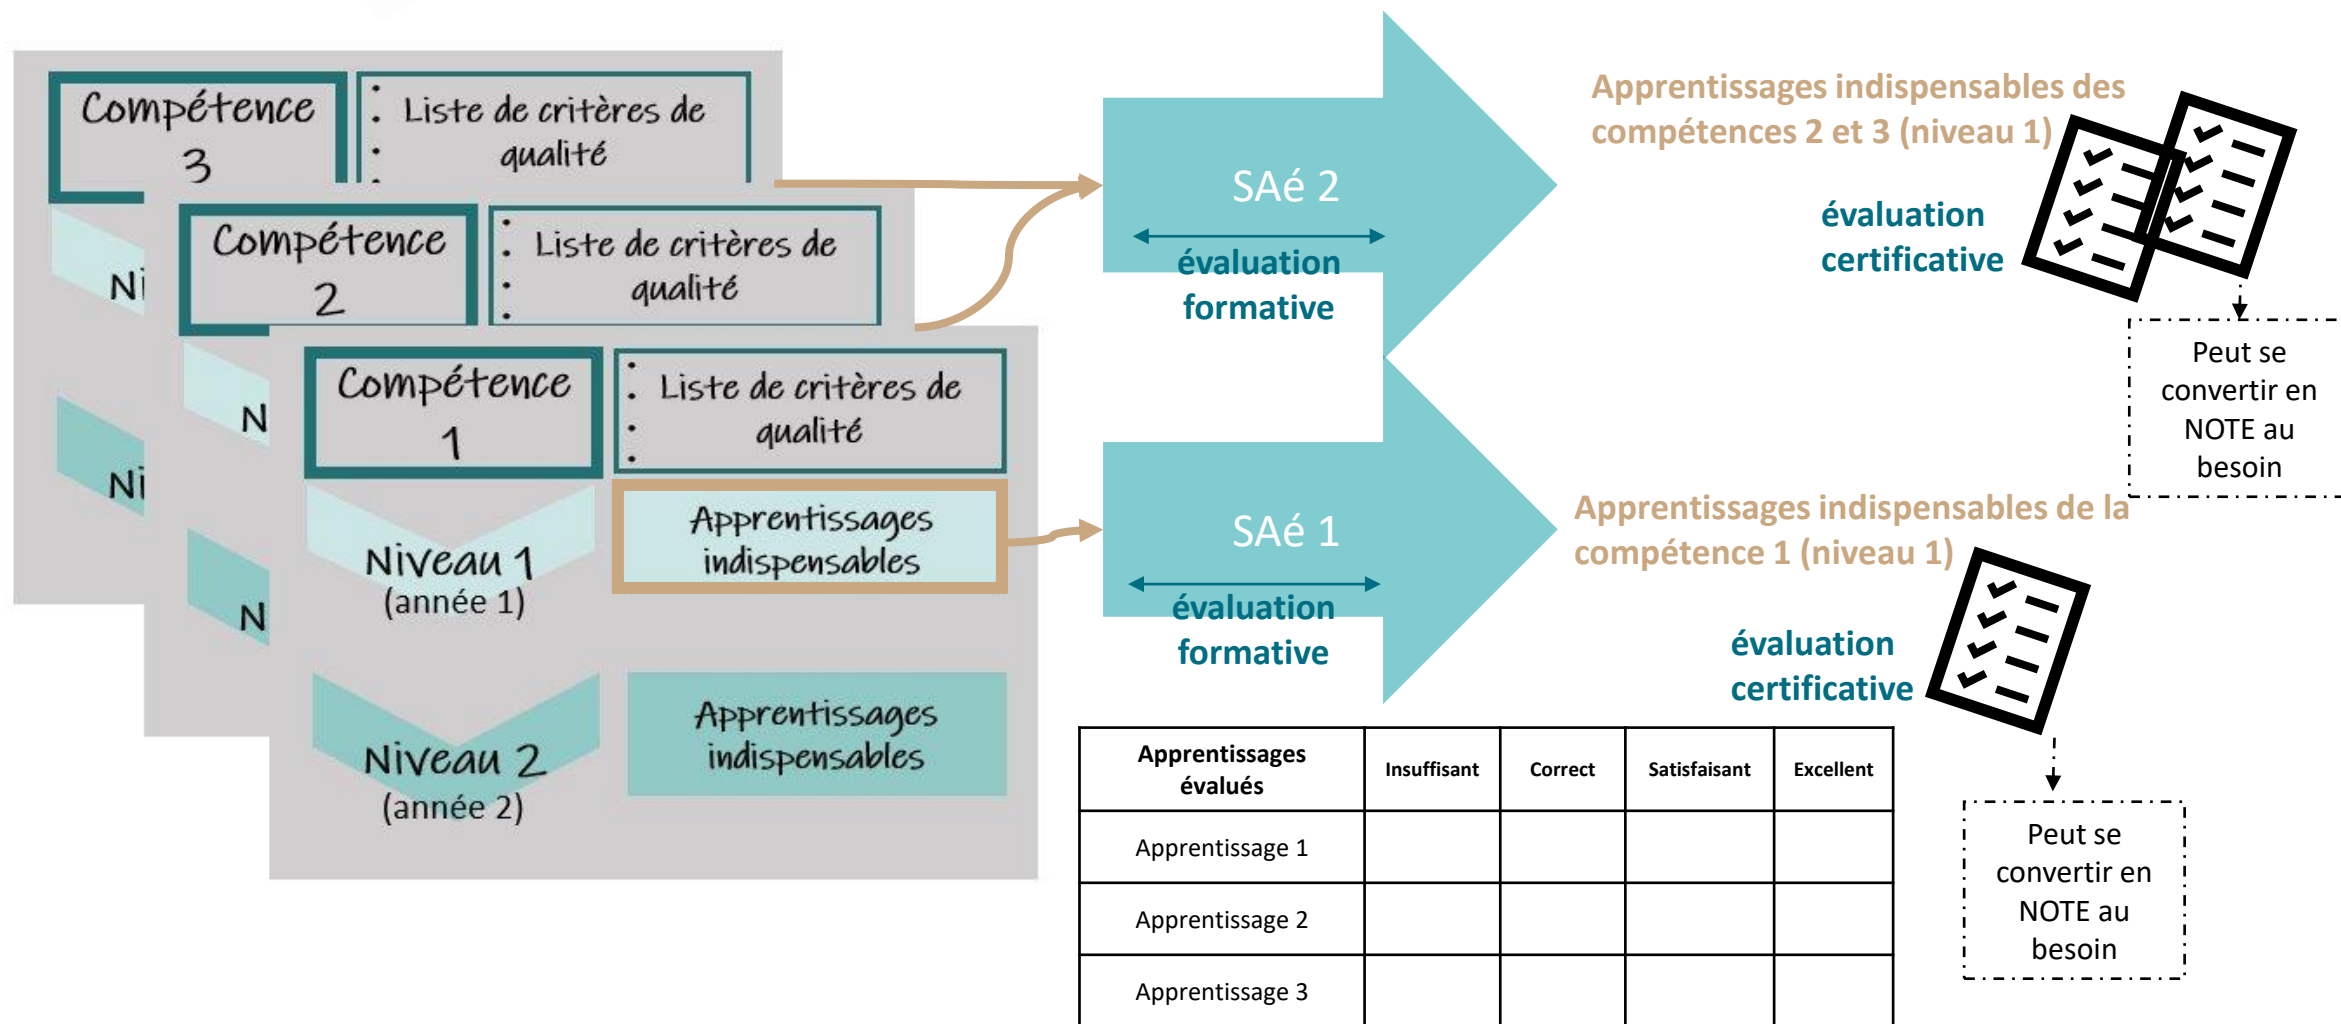 Compétence
3
Liste de critères de
qualité
Ni
Ni
Compétence
2
Liste de critères de
qualité
N
N
Compétence
1
Liste de critères de
qualité
Niveau 1
(année 1)
Apprentissages
indispensables
Niveau 2
(année 2)
Apprentissages
indispensables
SAé 2
évaluation
formative
Apprentissages indispensables des
compétences 2 et 3 (niveau 1)
évaluation
certificative
Peut se
convertir en
NOTE au
besoin
SAé 1
évaluation
formative
Apprentissages indispensables de la
compétence 1 (niveau 1)
évaluation
certificative
Peut se
convertir en
NOTE au
besoin
Apprentissages
évalués
Insuffisant
Correct
Satisfaisant
Excellent
Apprentissage 1
Apprentissage 2
Apprentissage 3